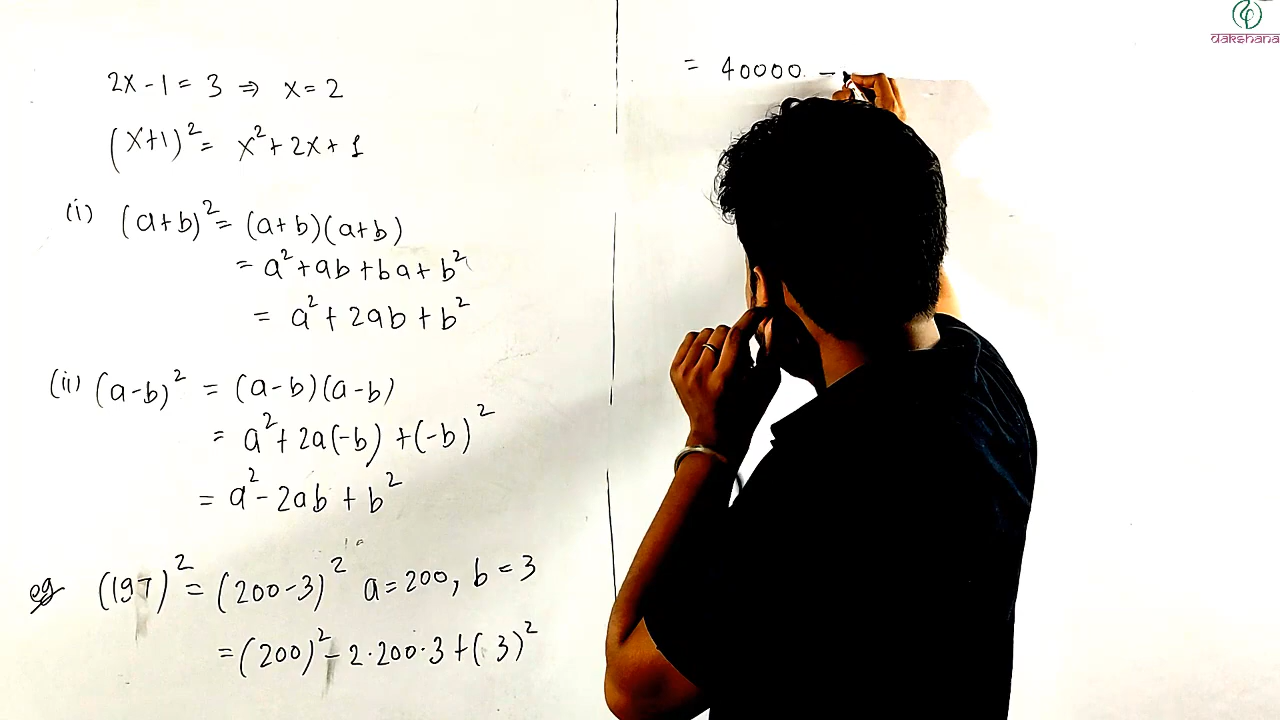 2x - 1 = 3 ⇒ x = 2
(x+1)² = x² + 2x + 1
(i) (a+b)² = (a+b)(a+b)
= a² + ab + ba + b²
= a² + 2ab + b²
(ii) (a-b)² = (a-b)(a-b)
= a² + 2a(-b) + (-b)²
= a² - 2ab + b²
eg (197)² = (200-3)² a = 200, b = 3
= (200)² - 2·200·3 + (3)²
= 40000 -
dakshana